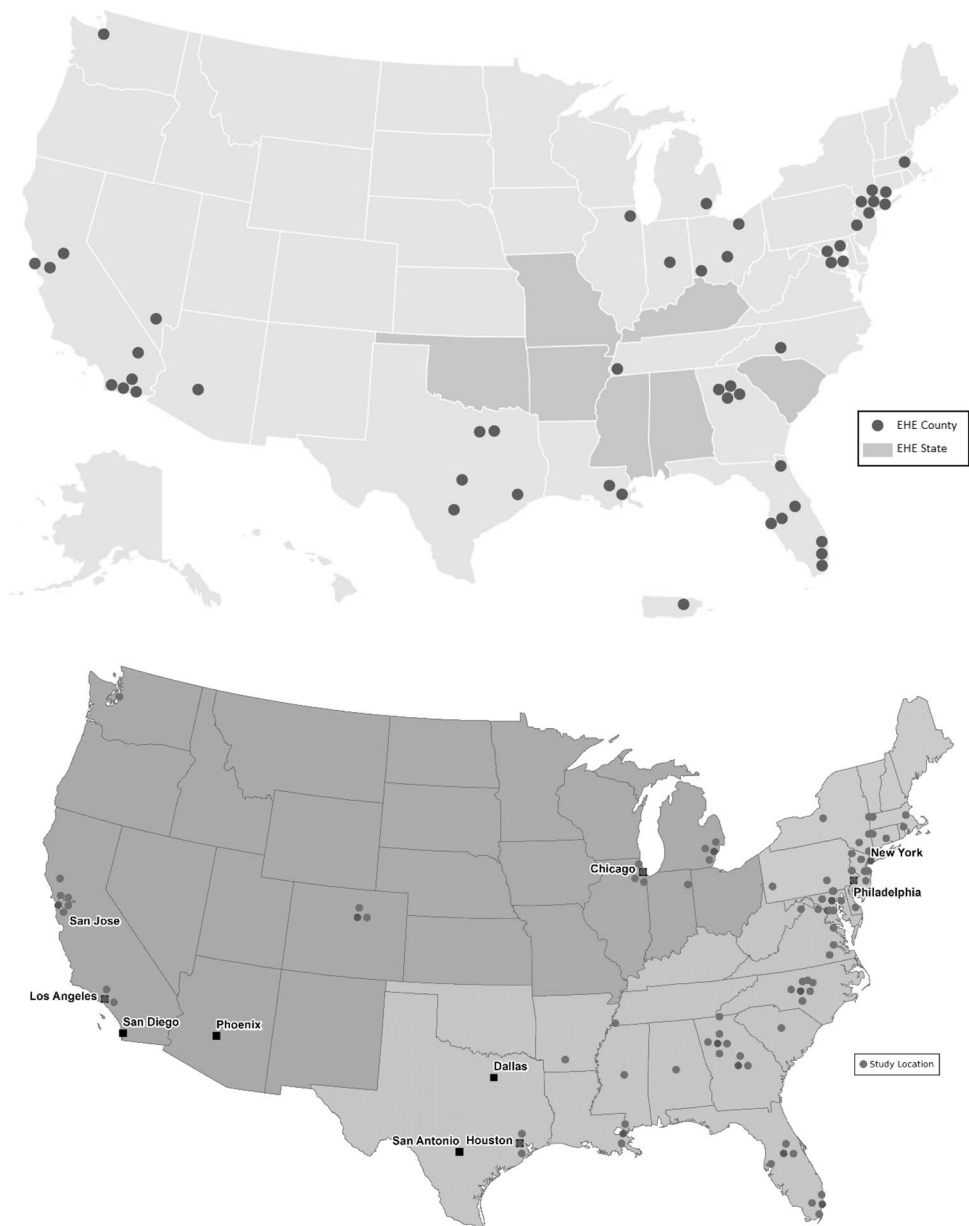 EHE County
EHE State
New York
Chicago
Philadelphia
San Jose
Los Angeles
San Diego
Phoenix
Dallas
San Antonio
Houston
Study Location